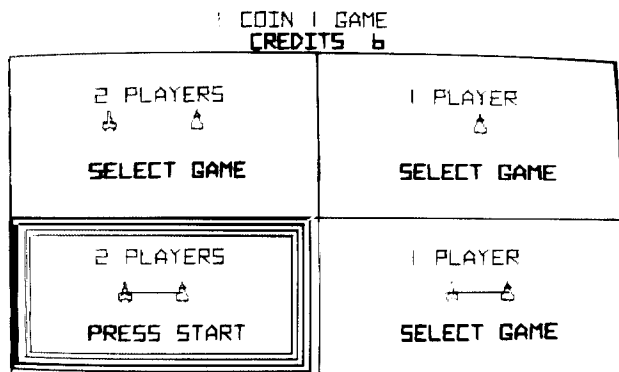 1 COIN 1 GAME
CREDITS 6
2 PLAYERS
SELECT GAME
1 PLAYER
SELECT GAME
2 PLAYERS
PRESS START
1 PLAYER
SELECT GAME